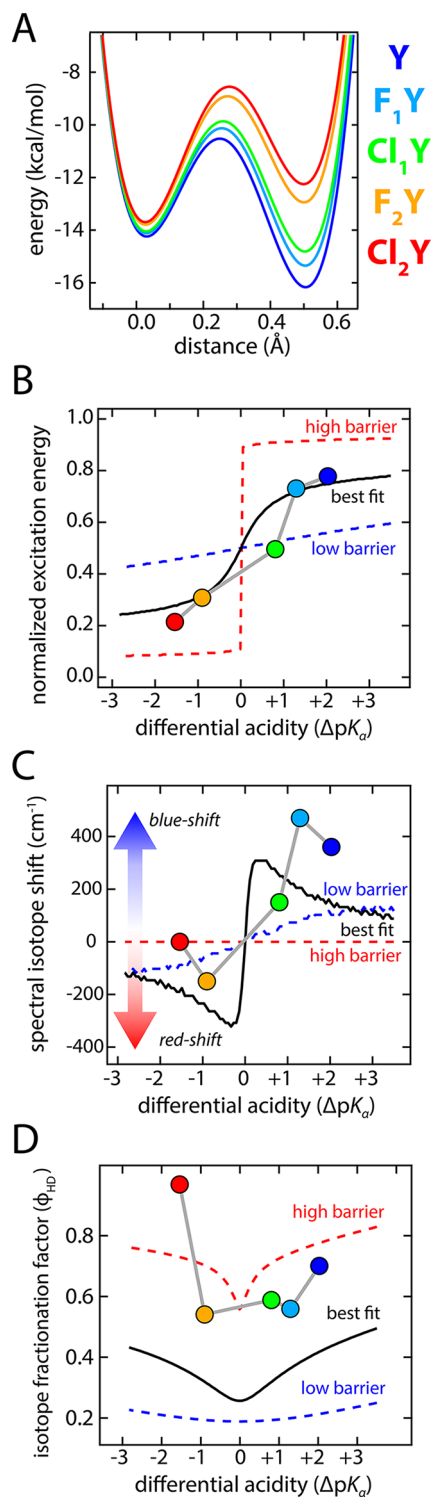 A
Y
F1Y
Cl1Y
F2Y
Cl2Y
-8
-10
-12
-14
-16
energy (kcal/mol)
0.0
0.2
0.4
0.6
distance (Å)
B
1.0
0.8
0.6
0.4
0.2
0.0
normalized excitation energy
high barrier
best fit
low barrier
-3
-2
-1
0
+1
+2
+3
differential acidity (ΔpKa)
C
400
200
0
-200
-400
spectral isotope shift (cm-1)
blue-shift
red-shift
low barrier
best fit
high barrier
-3
-2
-1
0
+1
+2
+3
differential acidity (ΔpKa)
D
0.8
0.6
0.4
0.2
isotope fractionation factor (ϕHD)
high barrier
best fit
low barrier
-3
-2
-1
0
+1
+2
+3
differential acidity (ΔpKa)